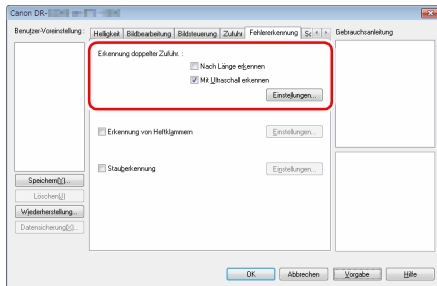 Canon DR-
Benutzer-Voreinstellung :
Helligkeit Bildbearbeitung Bildsteuerung Zufuhr Fehlererkennung Sc
Gebrauchsanleitung
Erkennung doppelter Zufuhr. :
Nach Länge erkennen
Mit Ultraschall erkennen
Einstellungen...
Erkennung von Heftklammern
Einstellungen...
Stauberkennung
Einstellungen...
Speichern(Y)...
Löschen(U)
Wiederherstellung...
Datensicherung(X)...
OK Abbrechen Vorgabe Hilfe